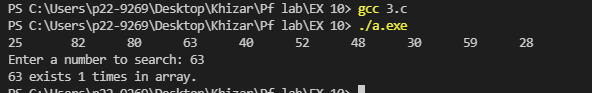 PS C:\Users\p22-9269\Desktop\Khizar\Pf lab\EX 10> gcc 3.c
PS C:\Users\p22-9269\Desktop\Khizar\Pf lab\EX 10> ./a.exe
25 82 80 63 40 52 48 30 59 28
Enter a number to search: 63
63 exists 1 times in array.
PS C:\Users\p22-9269\Desktop\Khizar\Pf lab\EX 10>